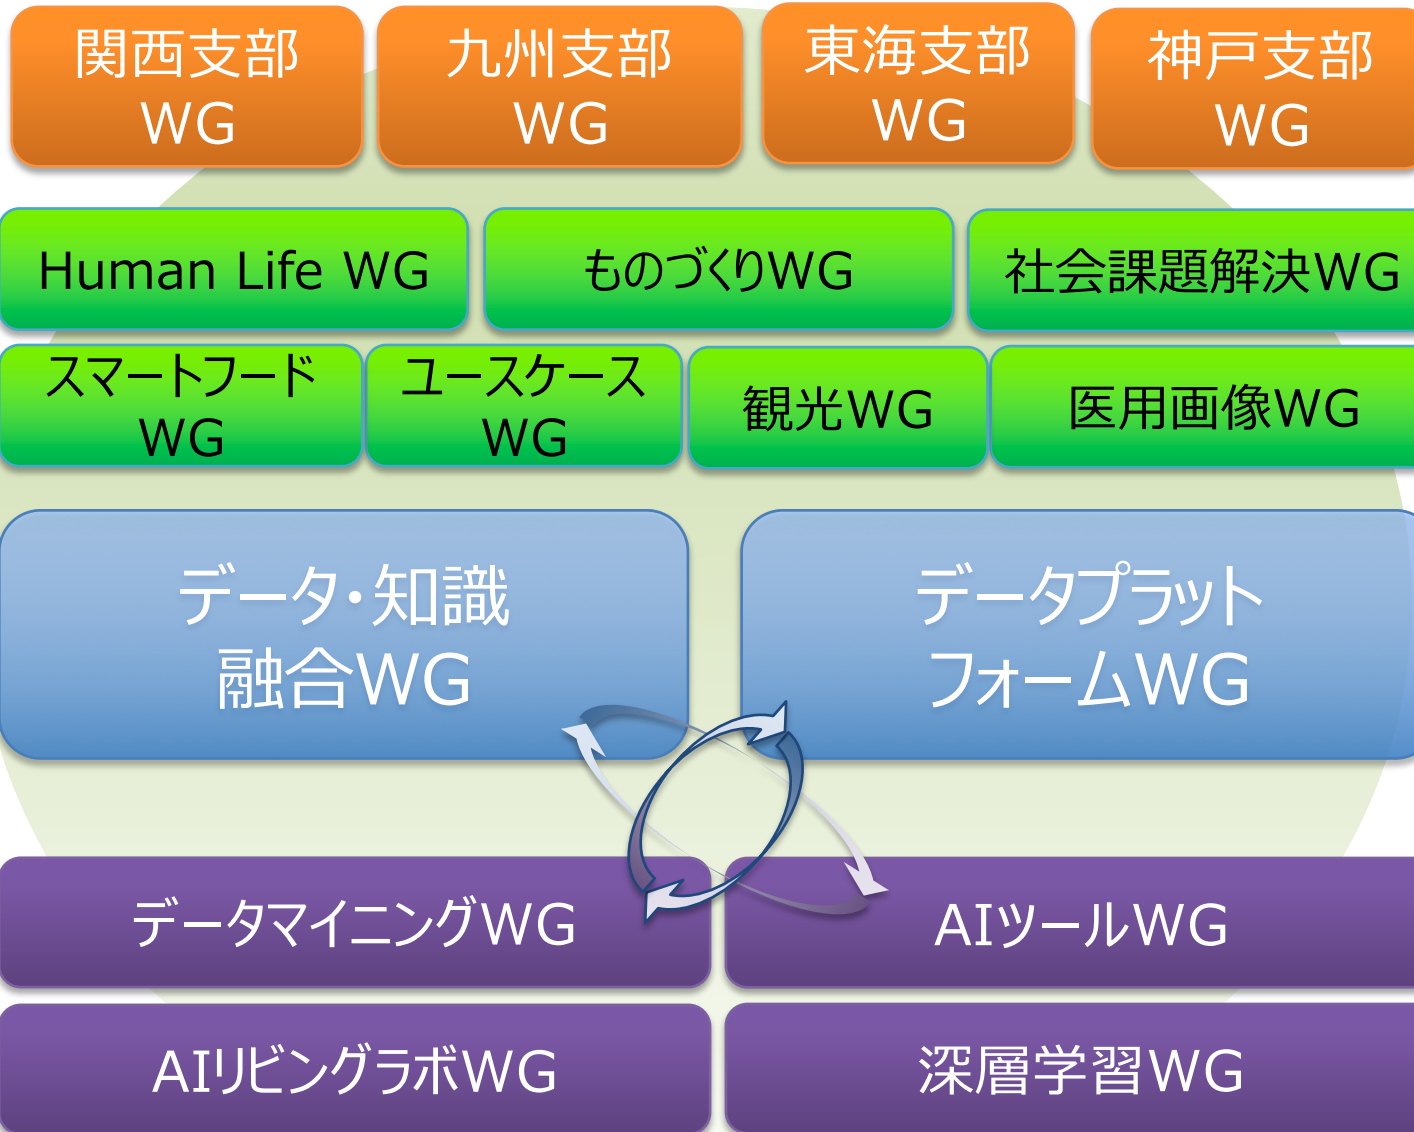 関西支部
WG
九州支部
WG
東海支部
WG
神戸支部
WG
Human Life WG
ものづくりWG
社会課題解決WG
スマートフード
WG
ユースケース
WG
観光WG
医用画像WG
データ・知識
融合WG
データプラット
フォームWG
データマイニングWG
AIツールWG
AIリビングラボWG
深層学習WG